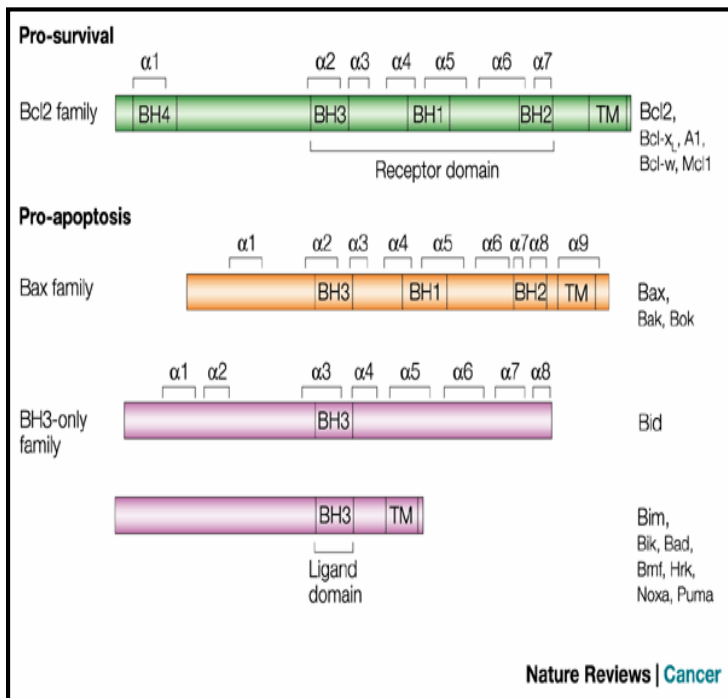 Pro-survival
α1 α2 α3 α4 α5 α6 α7
Bcl2 family BH4 BH3 BH1 BH2 TM Bcl2,
Bcl-xL, A1,
Bcl-w, Mcl1
Receptor domain
Pro-apoptosis
α1 α2 α3 α4 α5 α6 α7 α8 α9
Bax family BH3 BH1 BH2 TM Bax,
Bak, Bok
α1 α2 α3 α4 α5 α6 α7 α8
BH3-only
family
BH3 Bid
BH3 TM Bim,
Bik, Bad,
Bmf, Hrk,
Noxa, Puma
Ligand
domain
Nature Reviews | Cancer